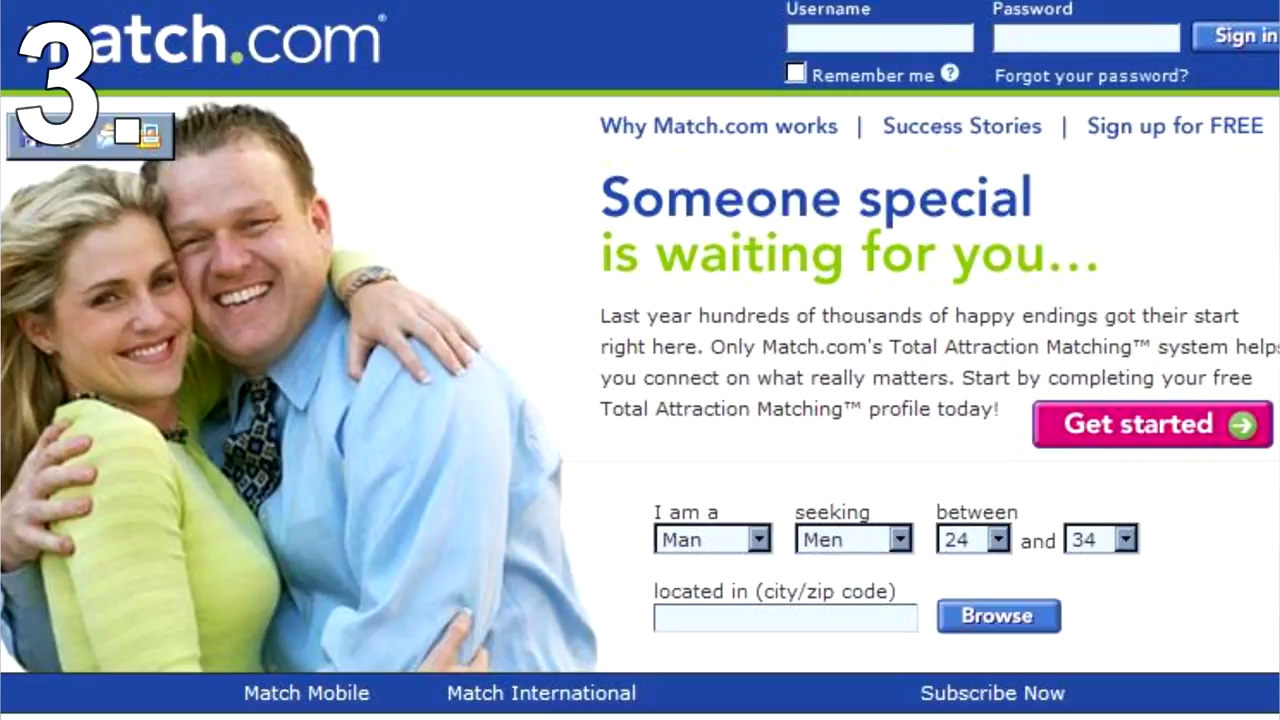 3.
match.com®
Username
Password
Sign in
Remember me ?
Forgot your password?
Why Match.com works | Success Stories | Sign up for FREE
Someone special
is waiting for you...
Last year hundreds of thousands of happy endings got their start
right here. Only Match.com's Total Attraction Matching™ system helps
you connect on what really matters. Start by completing your free
Total Attraction Matching™ profile today!
Get started
I am a
seeking
between
Man
Men
24
and
34
located in (city/zip code)
Browse
Match Mobile
Match International
Subscribe Now